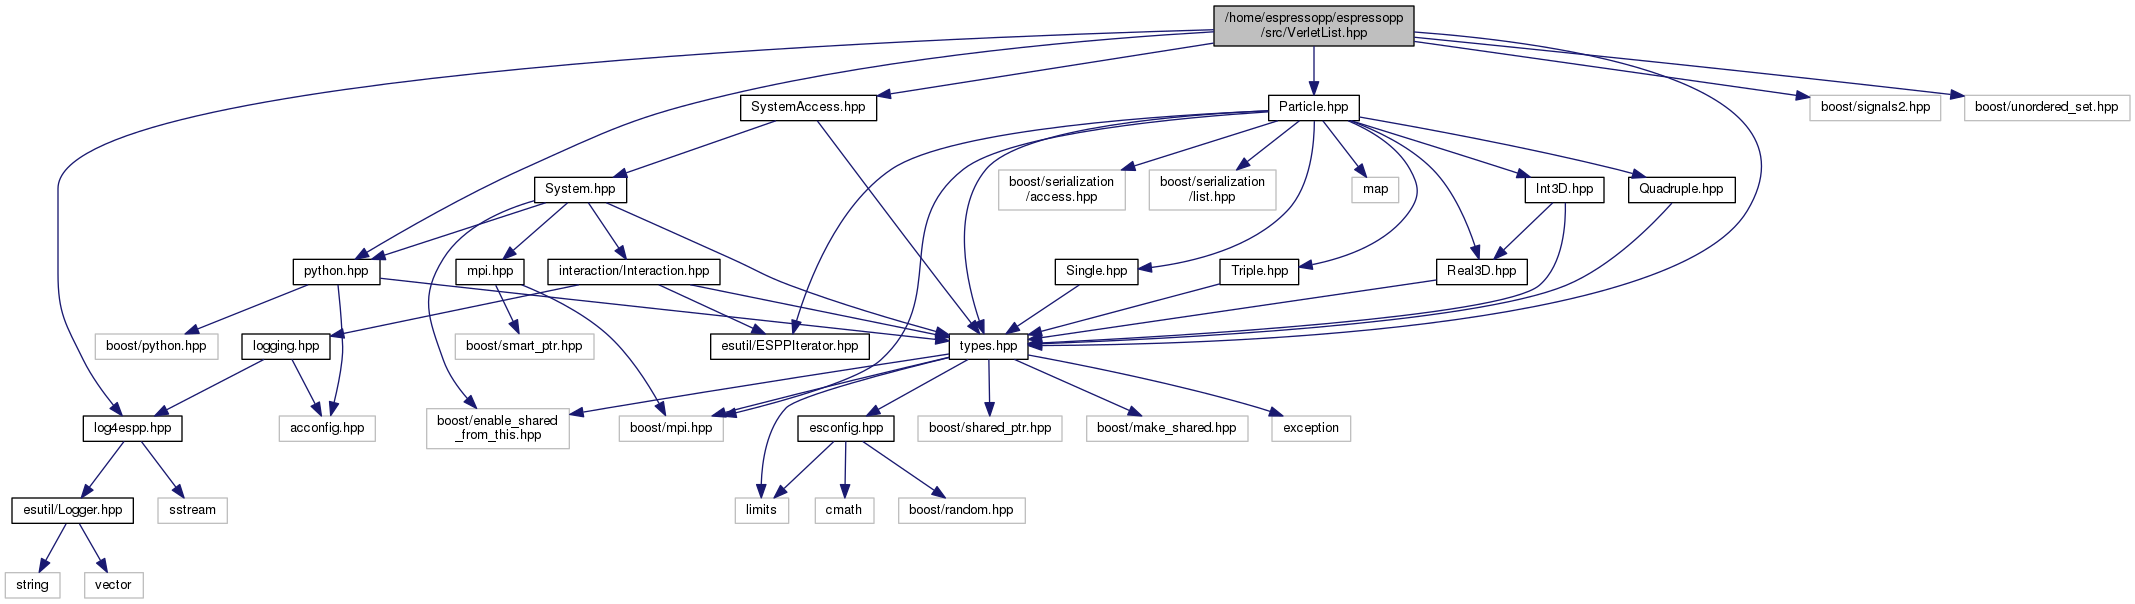 /home/espressopp/espressopp
/src/VerletList.hpp
SystemAccess.hpp
Particle.hpp
boost/signals2.hpp
boost/unordered_set.hpp
System.hpp
boost/serialization
/access.hpp
boost/serialization
/list.hpp
map
Int3D.hpp
Quadruple.hpp
python.hpp
mpi.hpp
interaction/Interaction.hpp
Single.hpp
Triple.hpp
Real3D.hpp
boost/python.hpp
logging.hpp
boost/smart_ptr.hpp
esutil/ESPPIterator.hpp
types.hpp
log4espp.hpp
acconfig.hpp
boost/enable_shared
_from_this.hpp
boost/mpi.hpp
esconfig.hpp
boost/shared_ptr.hpp
boost/make_shared.hpp
exception
esutil/Logger.hpp
sstream
limits
cmath
boost/random.hpp
string
vector